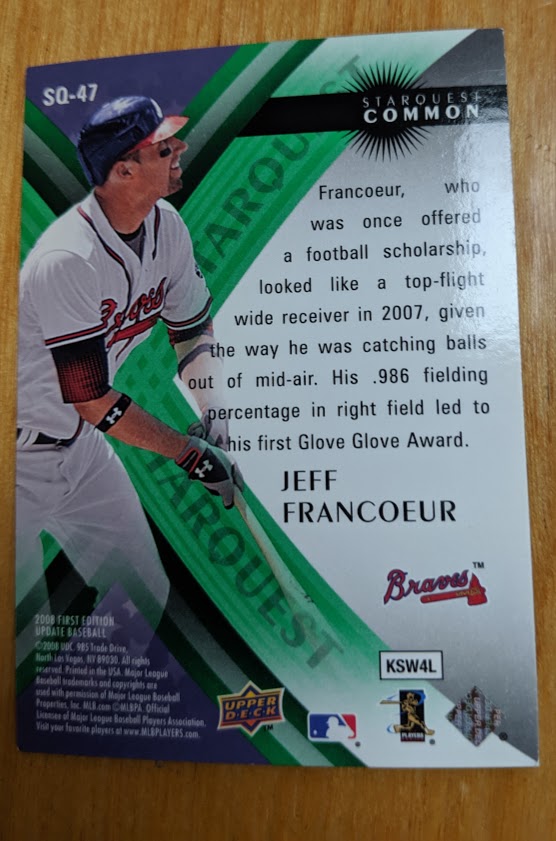 SQ-47
STARQUEST
COMMON
STARQUEST
Francoeur, who
was once offered
a football scholarship,
looked like a top-flight
wide receiver in 2007, given
the way he was catching balls
out of mid-air. His .986 fielding
percentage in right field led to
his first Glove Glove Award.
Braves
JEFF
FRANCOEUR
STARQUEST
Braves™
KSW4L
2008 FIRST EDITION
UPDATE BASEBALL
©2008 UDC. 985 Trade Drive,
North Las Vegas, NV 89030. All rights
reserved. Printed in the USA. Major League
Baseball trademarks and copyrights are
used with permission of Major League Baseball
Properties, Inc. MLB.com ©MLBPA. Official
Licensee of Major League Baseball Players Association.
Visit your favorite players at www.MLBPLAYERS.com.
UPPER
DECK™
PLAYERS